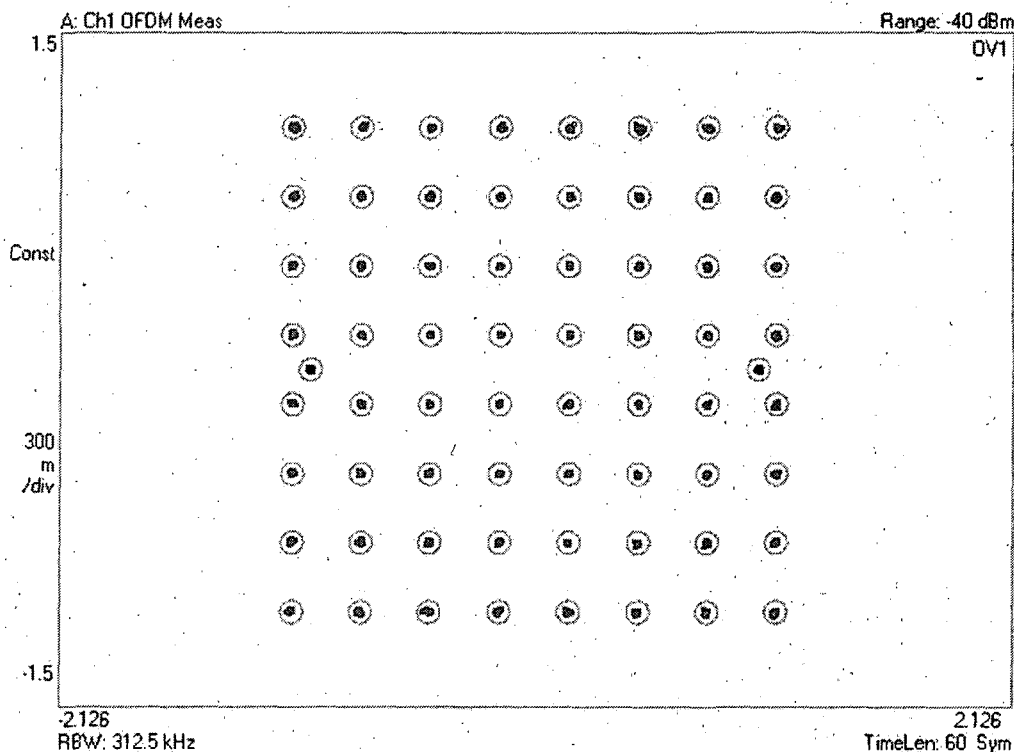 A: Ch1 OFDM Meas
Range: -40 dBm
1.5
OV1
Const
300
m
/div
-1.5
-2.126
2.126
RBW: 312.5 kHz
TimeLen: 60 Sym